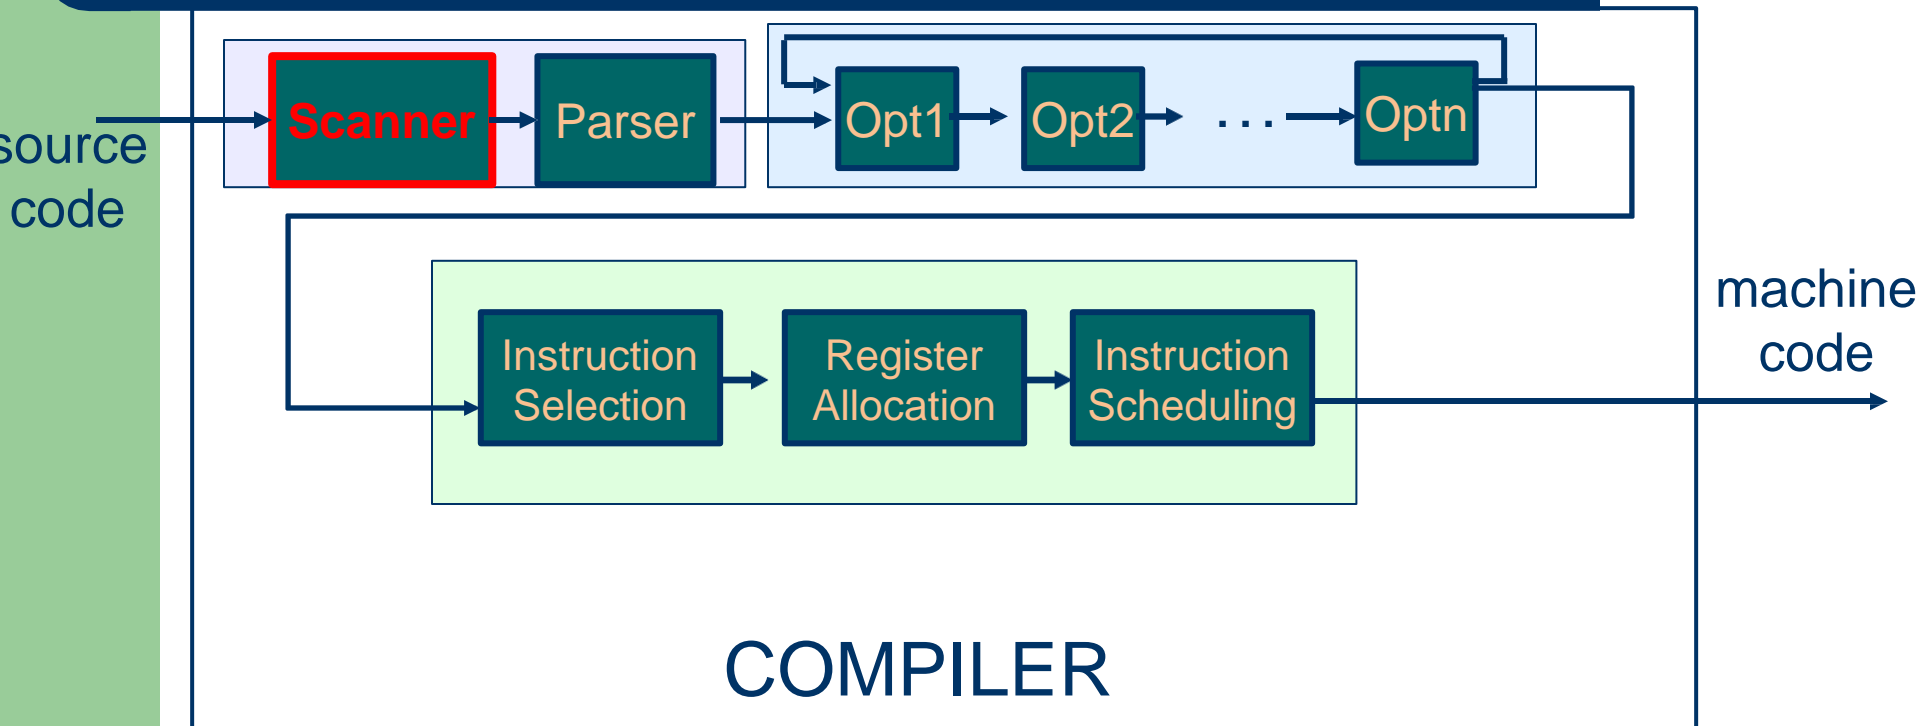 source
code
Scanner
Parser
Opt1
Opt2
...
Optn
Instruction
Selection
Register
Allocation
Instruction
Scheduling
machine
code
COMPILER